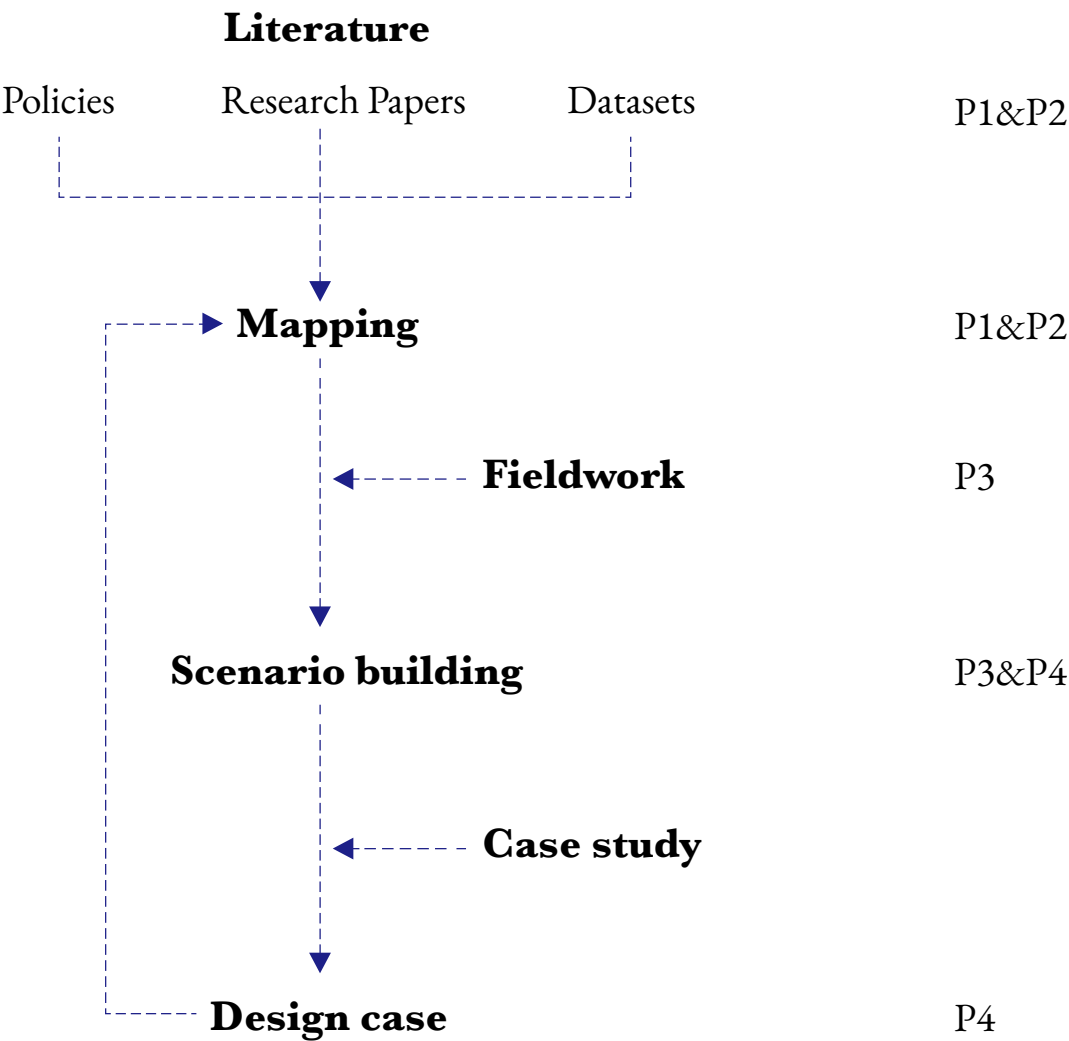 Literature
Policies Research Papers Datasets P1&P2
Mapping P1&P2
Fieldwork P3
Scenario building P3&P4
Case study
Design case P4